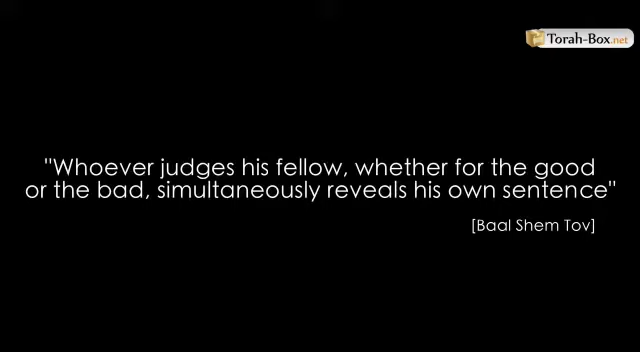 Torah-Box.net
"Whoever judges his fellow, whether for the good
or the bad, simultaneously reveals his own sentence"
[Baal Shem Tov]